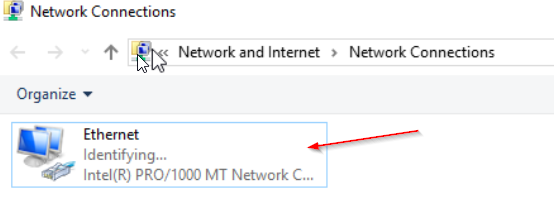 Network Connections
« Network and Internet > Network Connections
Organize
Ethernet
Identifying...
Intel(R) PRO/1000 MT Network C...